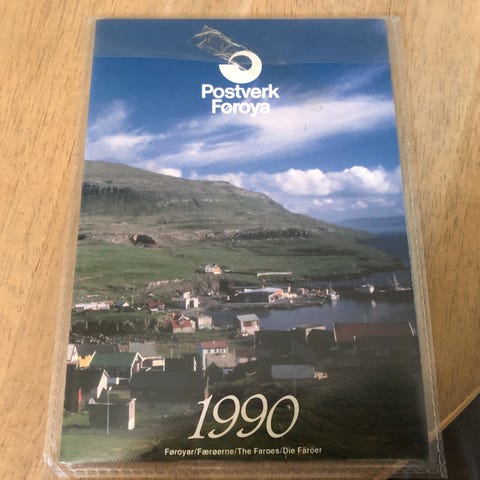 Postverk
Føroya
1990
Føroyar/Færøerne/The Faroes/Die Färöer